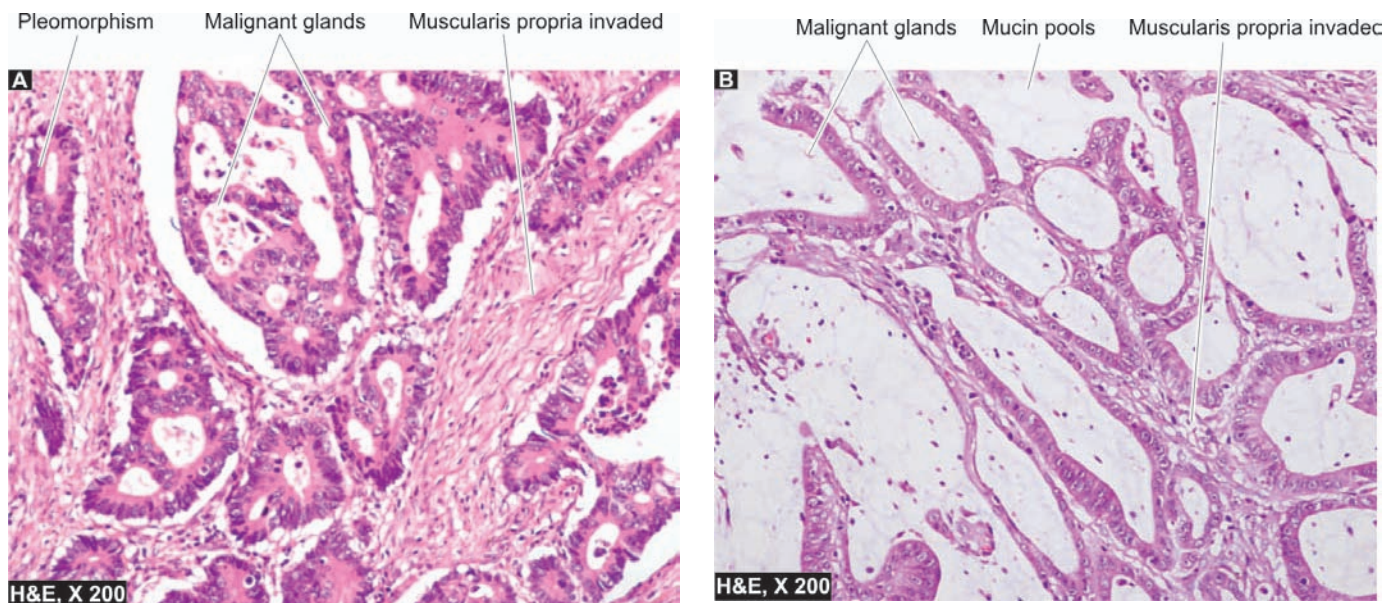 Pleomorphism Malignant glands Muscularis propria invaded
A
H&E, X 200
Malignant glands Mucin pools Muscularis propria invaded
B
H&E, X 200